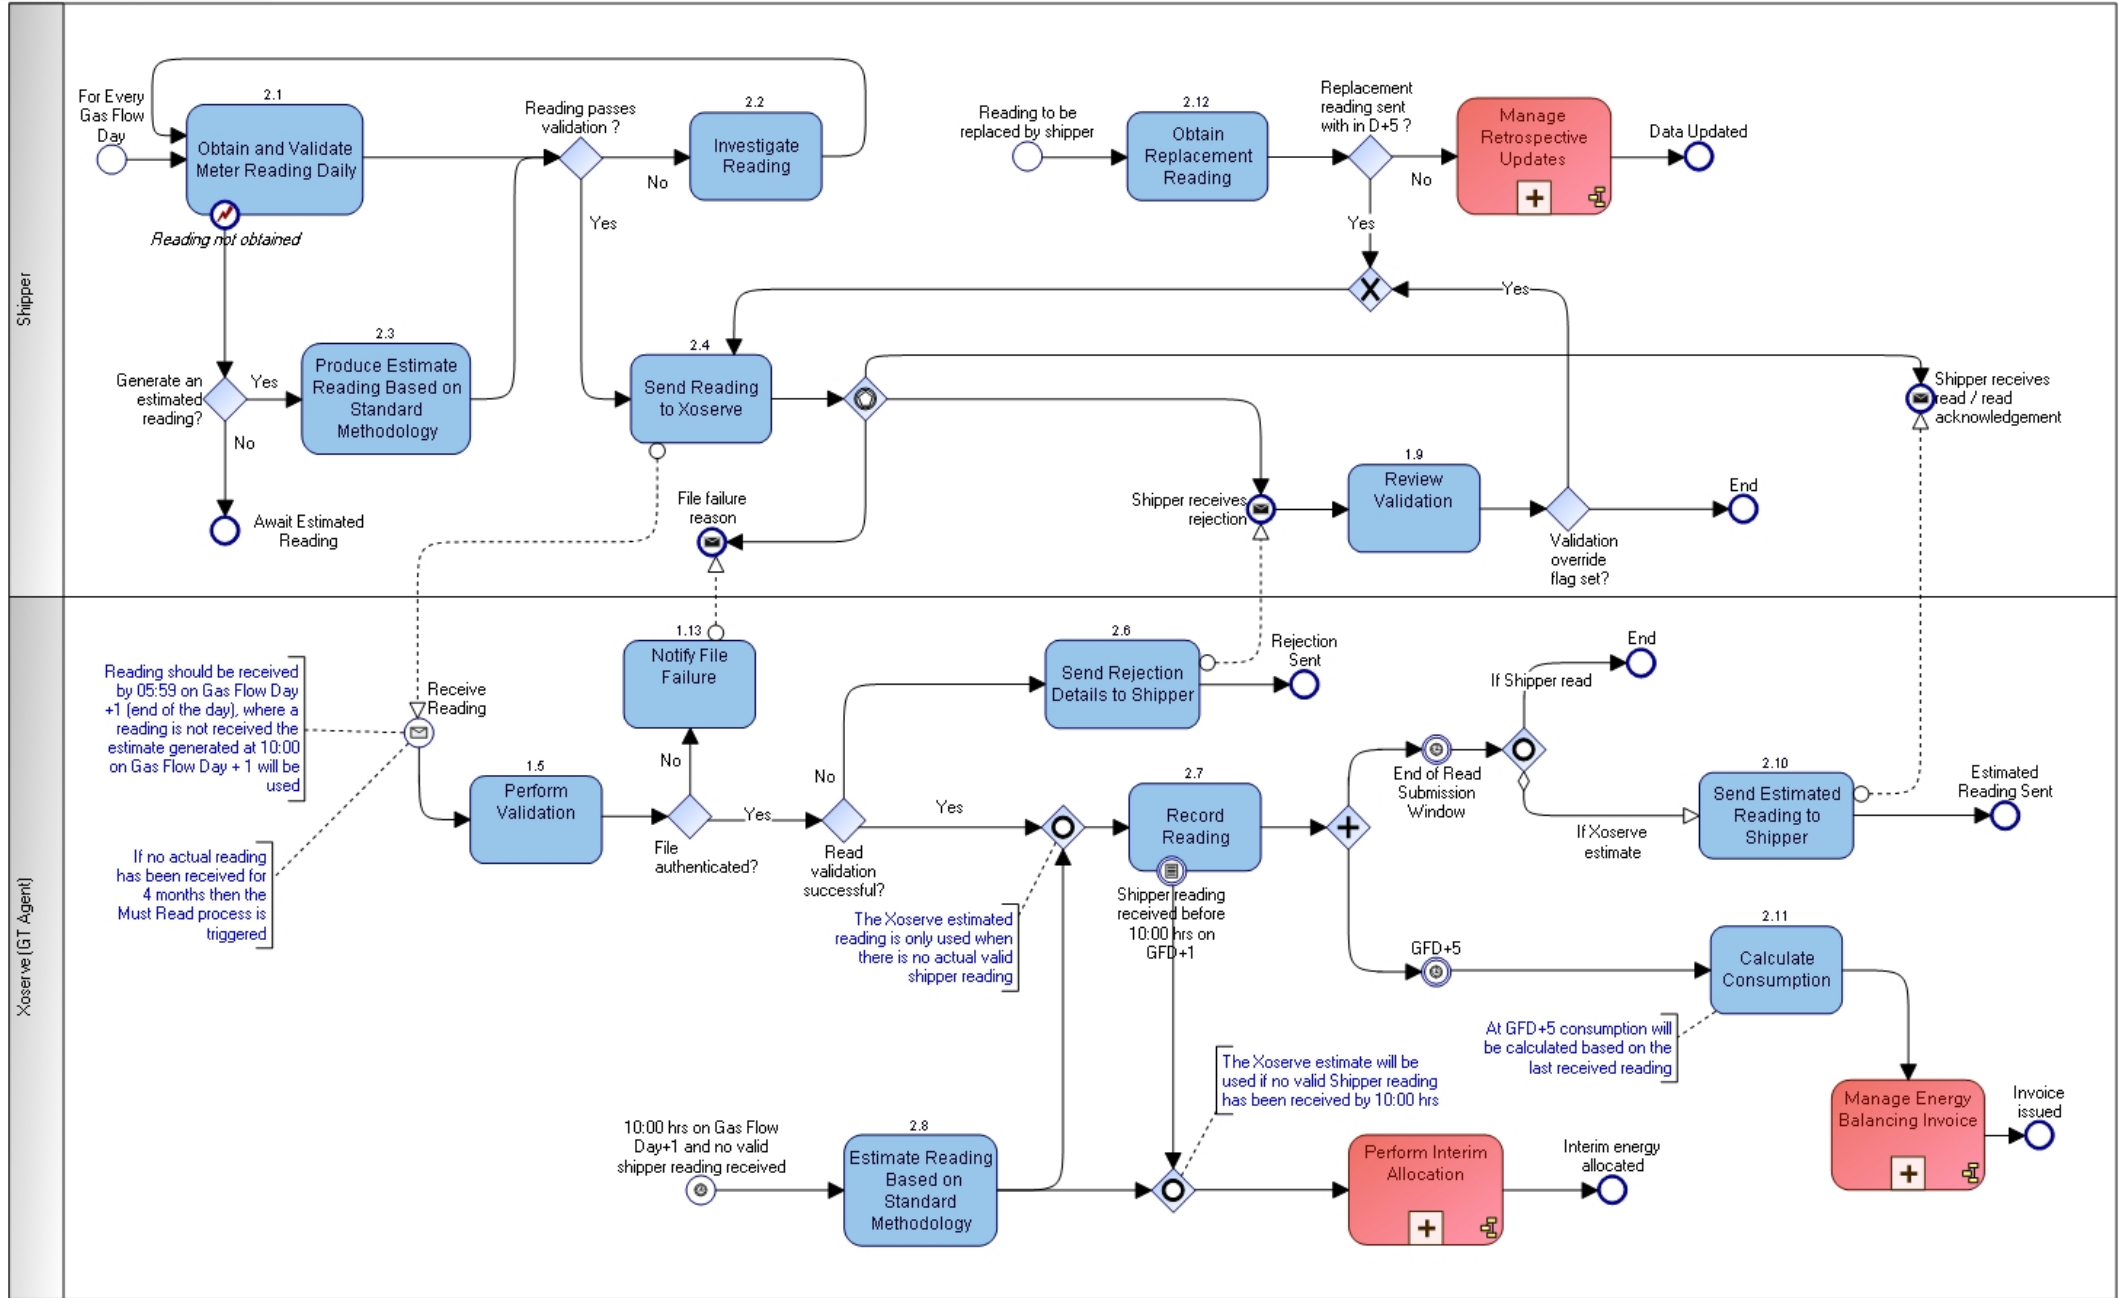 Shipper
For Every
Gas Flow
Day
2.1
Obtain and Validate
Meter Reading Daily
Reading not obtained
Reading passes
validation ?
No
Yes
2.2
Investigate
Reading
Reading to be
replaced by shipper
2.12
Obtain
Replacement
Reading
Replacement
reading sent
with in D+5 ?
No
Yes
Manage
Retrospective
Updates
Data Updated
Yes
Generate an
estimated
reading?
Yes
No
2.3
Produce Estimate
Reading Based on
Standard
Methodology
Await Estimated
Reading
2.4
Send Reading
to Xoserve
File failure
reason
Shipper receives
rejection
1.9
Review
Validation
Validation
override
flag set?
End
Shipper receives
read / read
acknowledgement
Xoserve (GT Agent)
Reading should be received
by 05:59 on Gas Flow Day
+1 (end of the day), where a
reading is not received the
estimate generated at 10:00
on Gas Flow Day + 1 will be
used
If no actual reading
has been received for
4 months then the
Must Read process is
triggered
Receive
Reading
1.5
Perform
Validation
1.13
Notify File
Failure
No
Yes
File
authenticated?
No
Yes
Read
validation
successful?
2.6
Send Rejection
Details to Shipper
Rejection
Sent
The Xoserve estimated
reading is only used when
there is no actual valid
shipper reading
2.7
Record
Reading
Shipper reading
received before
10:00 hrs on
GFD+1
End of Read
Submission
Window
If Shipper read
End
If Xoserve
estimate
2.10
Send Estimated
Reading to
Shipper
Estimated
Reading Sent
GFD+5
2.11
Calculate
Consumption
At GFD+5 consumption will
be calculated based on the
last received reading
Manage Energy
Balancing Invoice
Invoice
issued
10:00 hrs on Gas Flow
Day+1 and no valid
shipper reading received
2.8
Estimate Reading
Based on
Standard
Methodology
The Xoserve estimate will be
used if no valid Shipper reading
has been received by 10:00 hrs
Perform Interim
Allocation
Interim energy
allocated